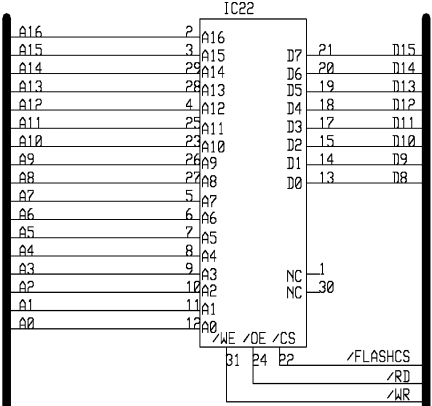 IC22
A16 2 A16
A15 3 A15 D7 21 D15
A14 29 A14 D6 20 D14
A13 28 A13 D5 19 D13
A12 4 A12 D4 18 D12
A11 25 A11 D3 17 D11
A10 23 A10 D2 15 D10
A9 26 A9 D1 14 D9
A8 27 A8 D0 13 D8
A7 5 A7
A6 6 A6
A5 7 A5
A4 8 A4
A3 9 A3 NC 1
A2 10 A2 NC 30
A1 11 A1
A0 12 A0
/WE /OE /CS
31 24 22 /FLASHCS
/RD
/WR